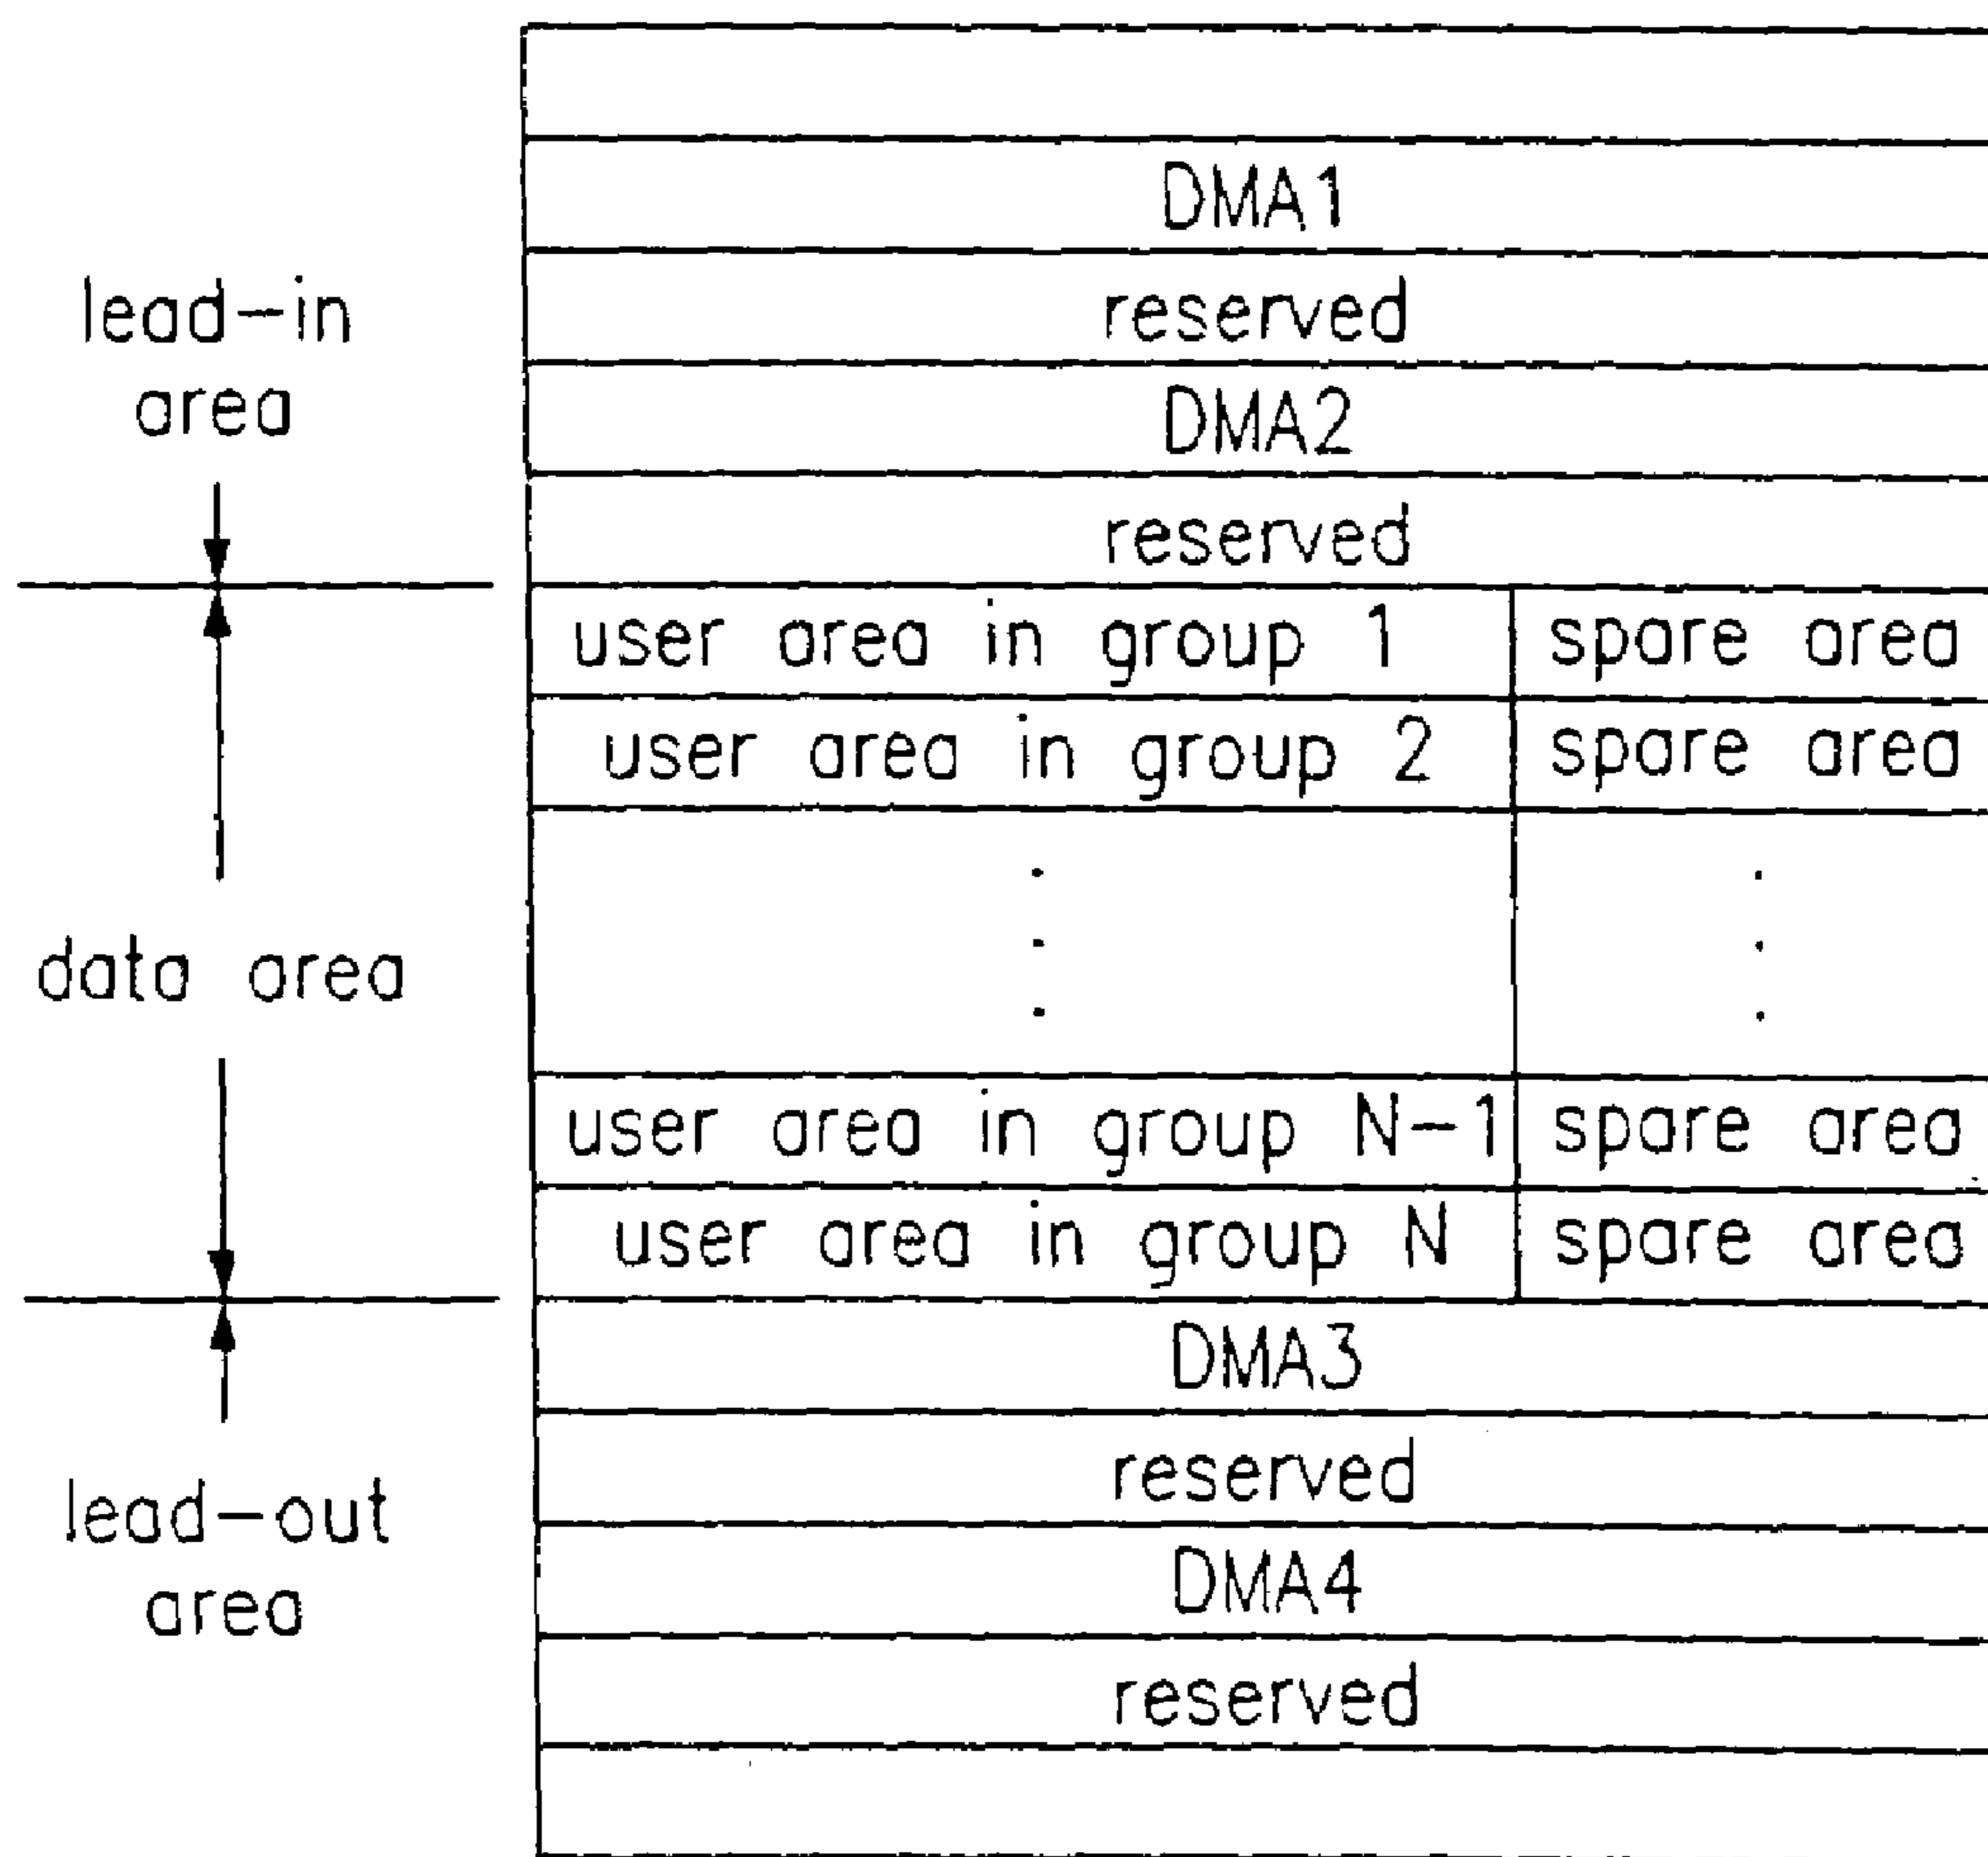 DMA1
reserved
lead-in
area
DMA2
reserved
user area in group 1 spare area
user area in group 2 spare area
data area
user area in group N-1 spare area
user area in group N spare area
DMA3
reserved
lead-out
area
DMA4
reserved